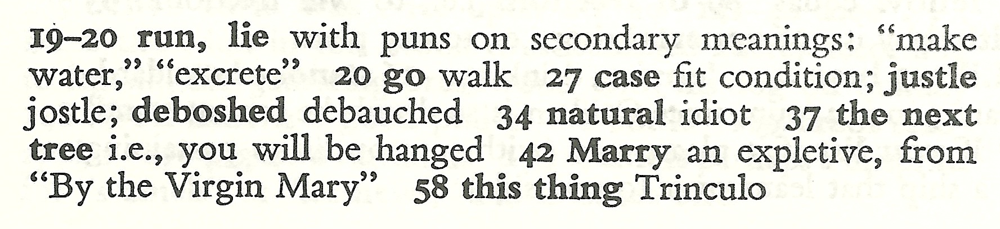 19–20 run, lie with puns on secondary meanings: “make
water,” “excrete” 20 go walk 27 case fit condition; justle
jostle; deboshed debauched 34 natural idiot 37 the next
tree i.e., you will be hanged 42 Marry an expletive, from
“By the Virgin Mary” 58 this thing Trinculo